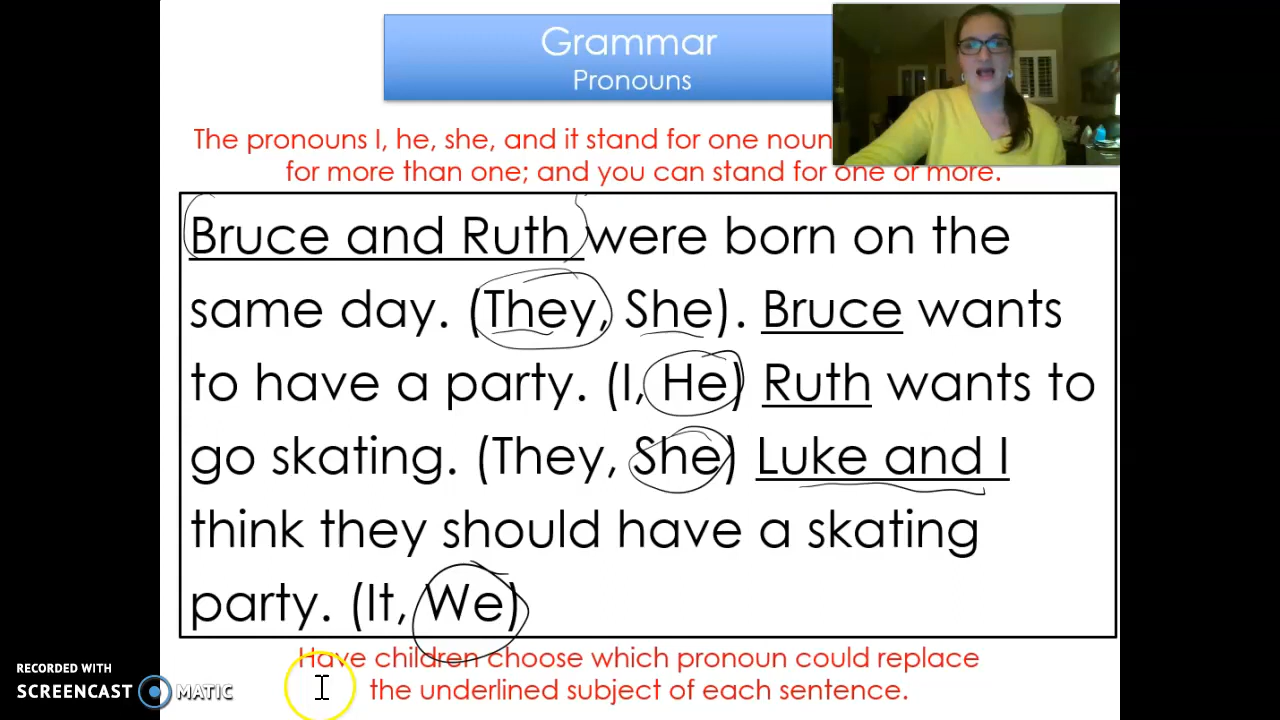 Grammar
Pronouns
The pronouns I, he, she, and it stand for one noun
for more than one; and you can stand for one or more.
Bruce and Ruth were born on the
same day. (They, She). Bruce wants
to have a party. (I, He) Ruth wants to
go skating. (They, She) Luke and I
think they should have a skating
party. (It, We)
Have children choose which pronoun could replace
the underlined subject of each sentence.
RECORDED WITH
SCREENCAST MATIC